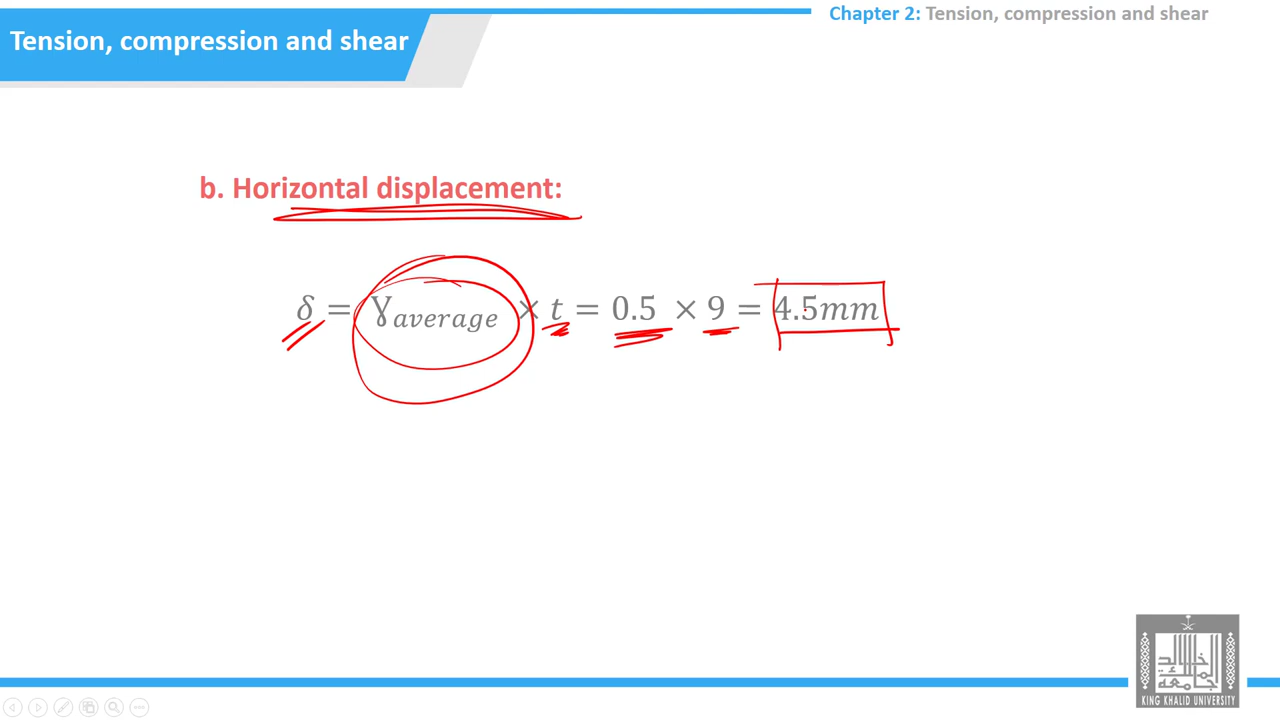 Chapter 2: Tension, compression and shear
Tension, compression and shear
b. Horizontal displacement:
δ = Ɣaverage × t = 0.5 × 9 = 4.5mm
KING KHALID UNIVERSITY